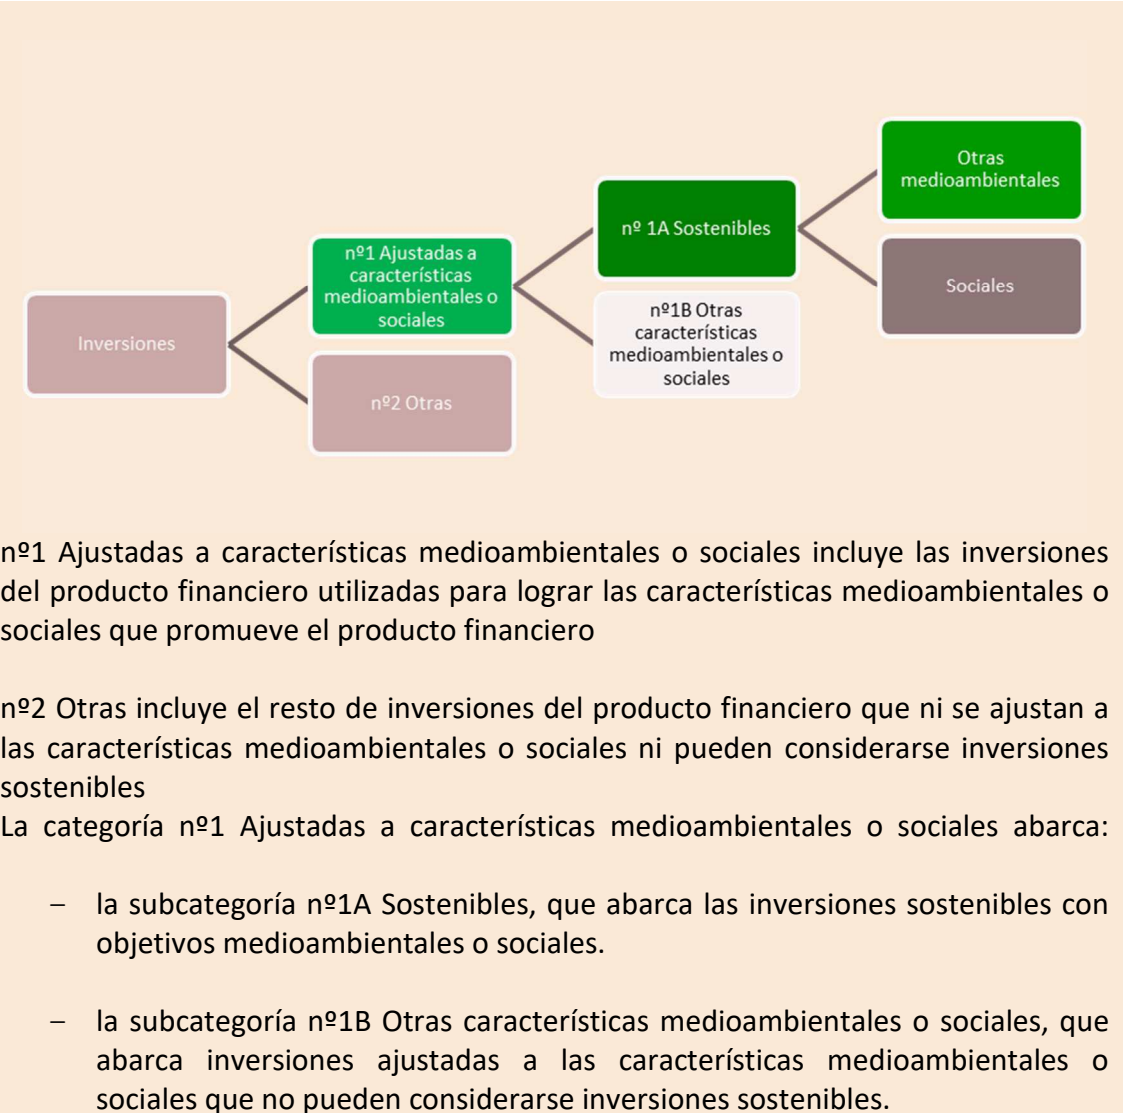 Inversiones
nº1 Ajustadas a
características
medioambientales o
sociales
nº2 Otras
nº 1A Sostenibles
nº1B Otras
características
medioambientales o
sociales
Otras
medioambientales
Sociales
nº1 Ajustadas a características medioambientales o sociales incluye las inversiones
del producto financiero utilizadas para lograr las características medioambientales o
sociales que promueve el producto financiero
nº2 Otras incluye el resto de inversiones del producto financiero que ni se ajustan a
las características medioambientales o sociales ni pueden considerarse inversiones
sostenibles
La categoría nº1 Ajustadas a características medioambientales o sociales abarca:
– la subcategoría nº1A Sostenibles, que abarca las inversiones sostenibles con
objetivos medioambientales o sociales.
– la subcategoría nº1B Otras características medioambientales o sociales, que
abarca inversiones ajustadas a las características medioambientales o
sociales que no pueden considerarse inversiones sostenibles.